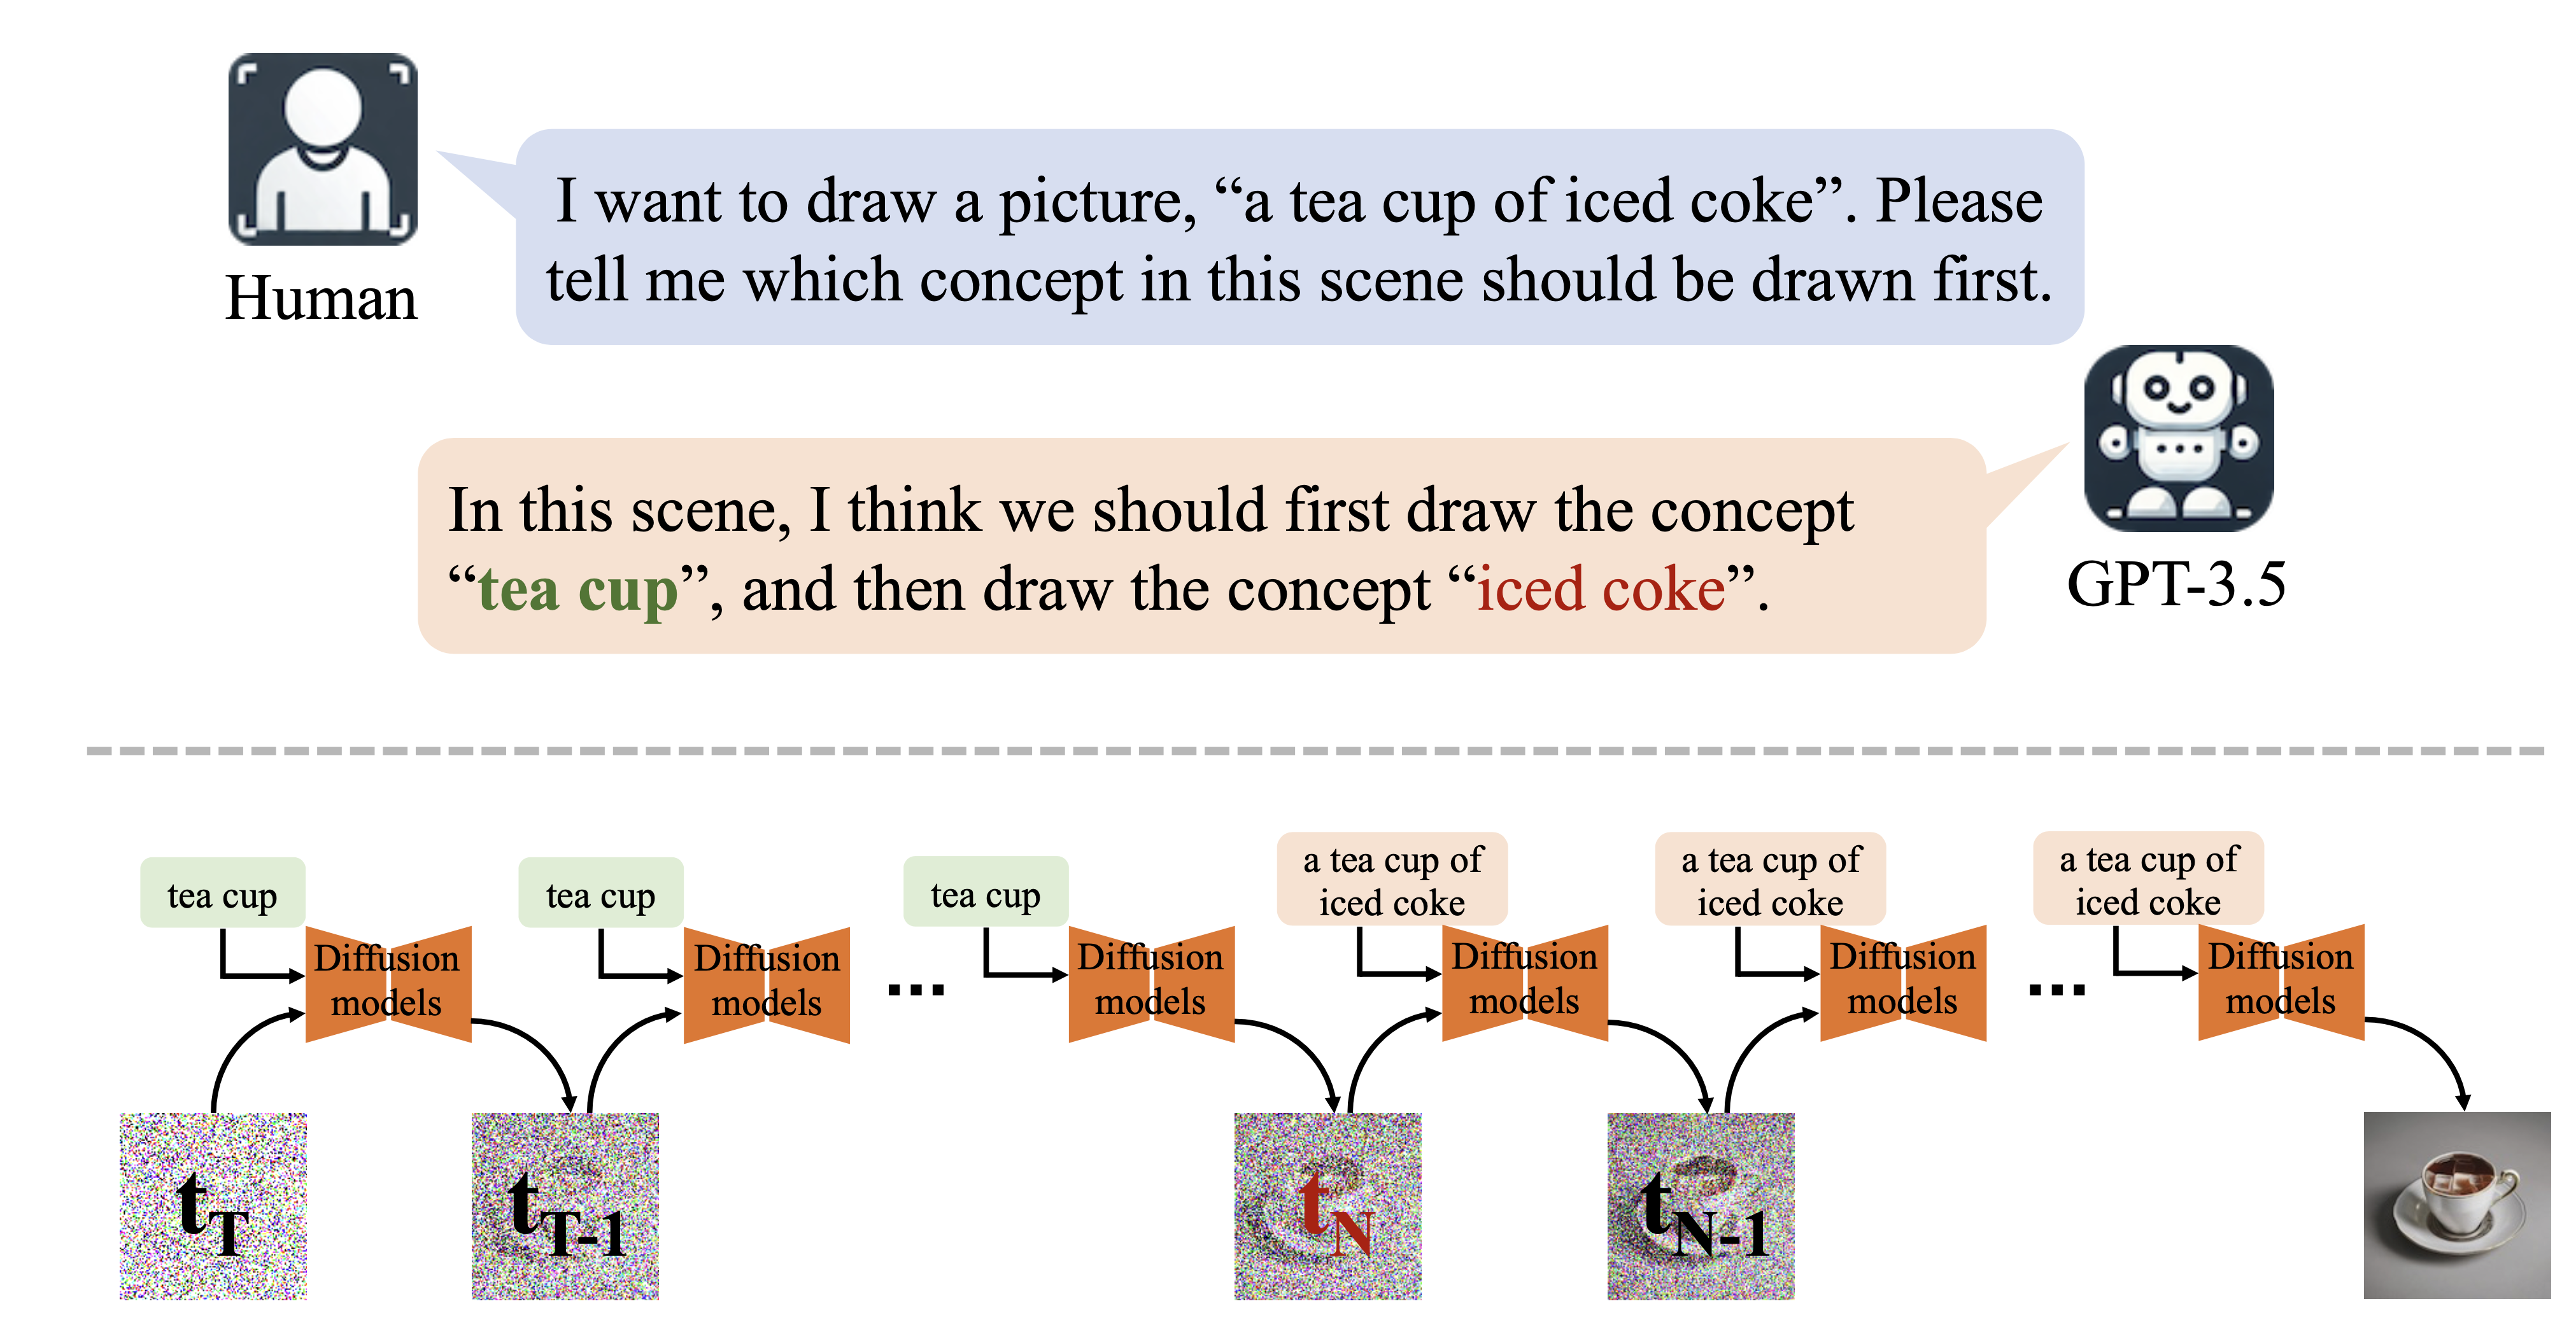 I want to draw a picture, “a tea cup of iced coke”. Please
tell me which concept in this scene should be drawn first.
Human
In this scene, I think we should first draw the concept
“tea cup”, and then draw the concept “iced coke”.
GPT-3.5
tea cup
tea cup
tea cup
a tea cup of
iced coke
a tea cup of
iced coke
a tea cup of
iced coke
Diffusion
models
Diffusion
models
...
Diffusion
models
Diffusion
models
Diffusion
models
...
Diffusion
models
tT
tT-1
tN
tN-1